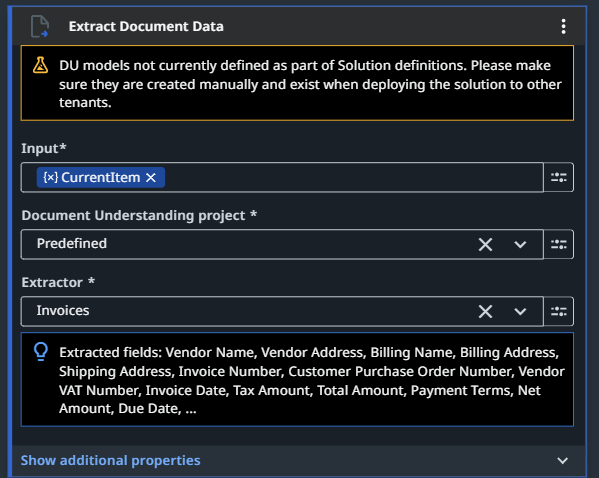 Extract Document Data
DU models not currently defined as part of Solution definitions. Please make
sure they are created manually and exist when deploying the solution to other
tenants.
Input*
{×} CurrentItem ×
Document Understanding project *
Predefined
Extractor *
Invoices
Extracted fields: Vendor Name, Vendor Address, Billing Name, Billing Address,
Shipping Address, Invoice Number, Customer Purchase Order Number, Vendor
VAT Number, Invoice Date, Tax Amount, Total Amount, Payment Terms, Net
Amount, Due Date, ...
Show additional properties